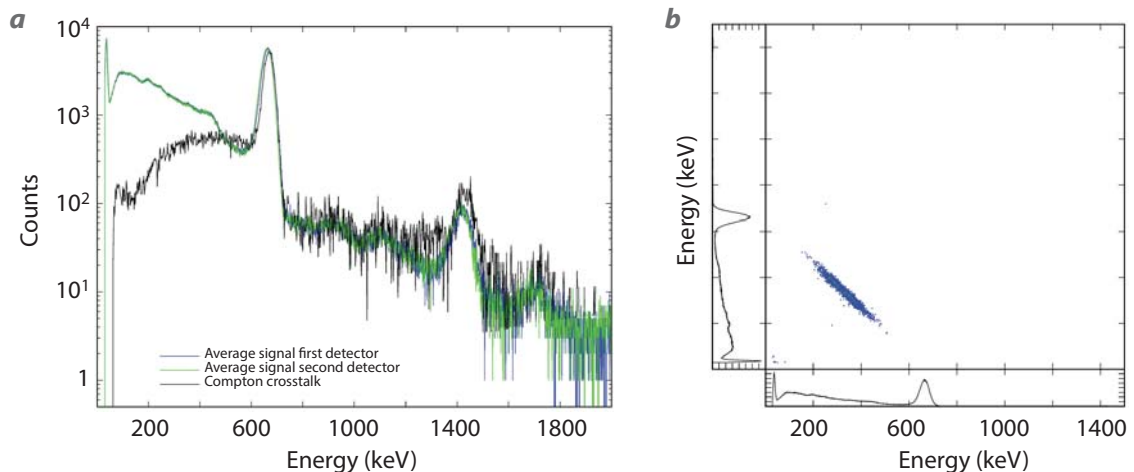 a
10⁴
10³
10²
10¹
1
Counts
200 600 1000 1400 1800
Energy (keV)
Average signal first detector
Average signal second detector
Compton crosstalk
b
Energy (keV)
200 600 1000 1400
Energy (keV)